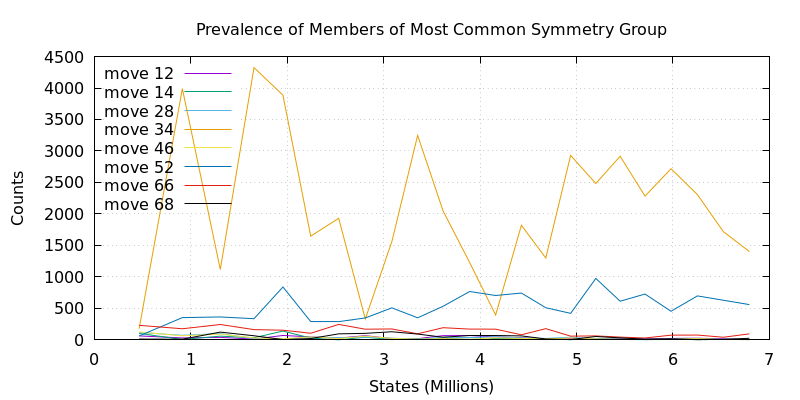 Prevalence of Members of Most Common Symmetry Group
4500
4000
3500
3000
2500
2000
1500
1000
500
0
Counts
move 12
move 14
move 28
move 34
move 46
move 52
move 66
move 68
0 1 2 3 4 5 6 7
States (Millions)